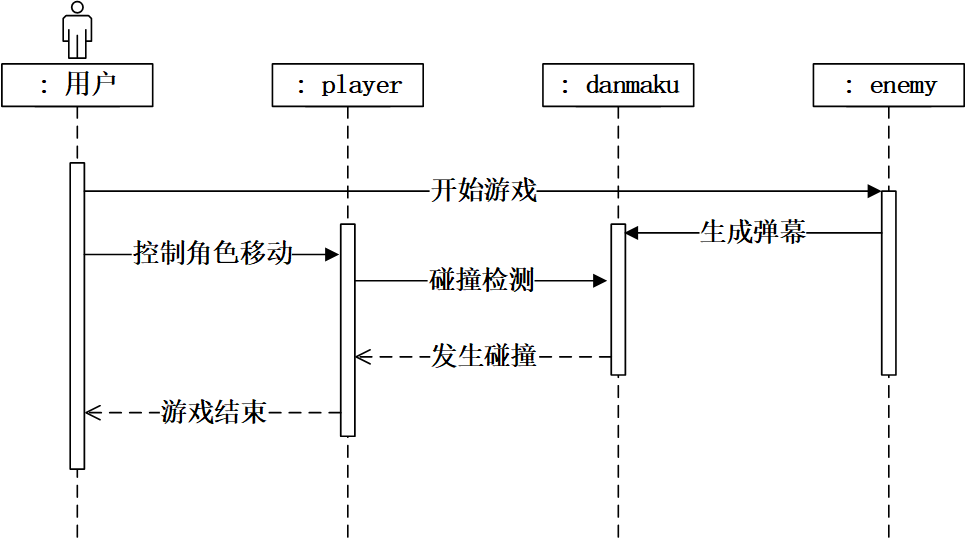 : 用户
: player
: danmaku
: enemy
开始游戏
生成弹幕
控制角色移动
碰撞检测
发生碰撞
游戏结束